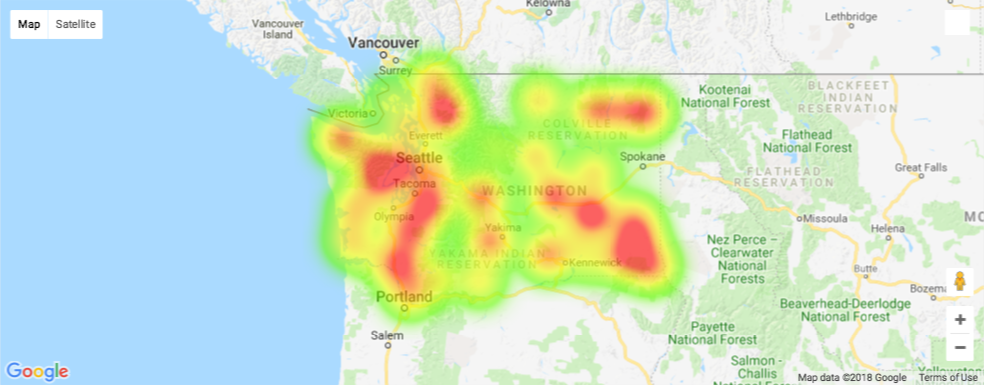 Map
Satellite
Kelowna
Lethbridge
Vancouver
Island
Vancouver
Surrey
Kootenai
National Forest
BLACKFEET
INDIAN
RESERVATION
Victoria
COLVILLE
RESERVATION
Everett
Seattle
Flathead
National Forest
Spokane
Great Falls
FLATHEAD
RESERVATION
Tacoma
WASHINGTON
Olympia
Missoula
MO
Helena
Yakima
YAKAMA INDIAN
RESERVATION
Kennewick
Nez Perce –
Clearwater
National
Forests
Butte
Bozema
Portland
Beaverhead-Deerlodge
National Forest
Salem
Payette
National Forest
Salmon -
Challis
National Forest
Yellowston
Google
Map data ©2018 Google
Terms of Use